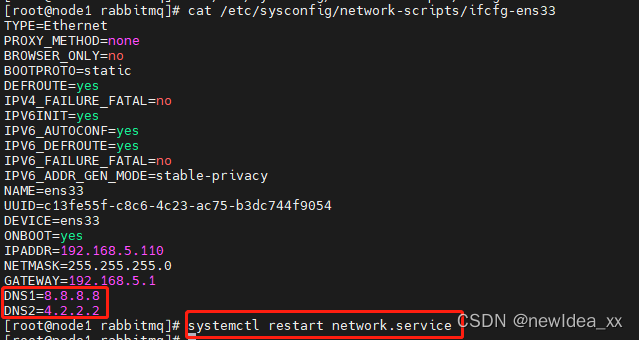 [root@node1 rabbitmq]# cat /etc/sysconfig/network-scripts/ifcfg-ens33
TYPE=Ethernet
PROXY_METHOD=none
BROWSER_ONLY=no
BOOTPROTO=static
DEFROUTE=yes
IPV4_FAILURE_FATAL=no
IPV6INIT=yes
IPV6_AUTOCONF=yes
IPV6_DEFROUTE=yes
IPV6_FAILURE_FATAL=no
IPV6_ADDR_GEN_MODE=stable-privacy
NAME=ens33
UUID=c13fe55f-c8c6-4c23-ac75-b3dc744f9054
DEVICE=ens33
ONBOOT=yes
IPADDR=192.168.5.110
NETMASK=255.255.255.0
GATEWAY=192.168.5.1
DNS1=8.8.8.8
DNS2=4.2.2.2
[root@node1 rabbitmq]# systemctl restart network.service
CSDN @newIdea_xx